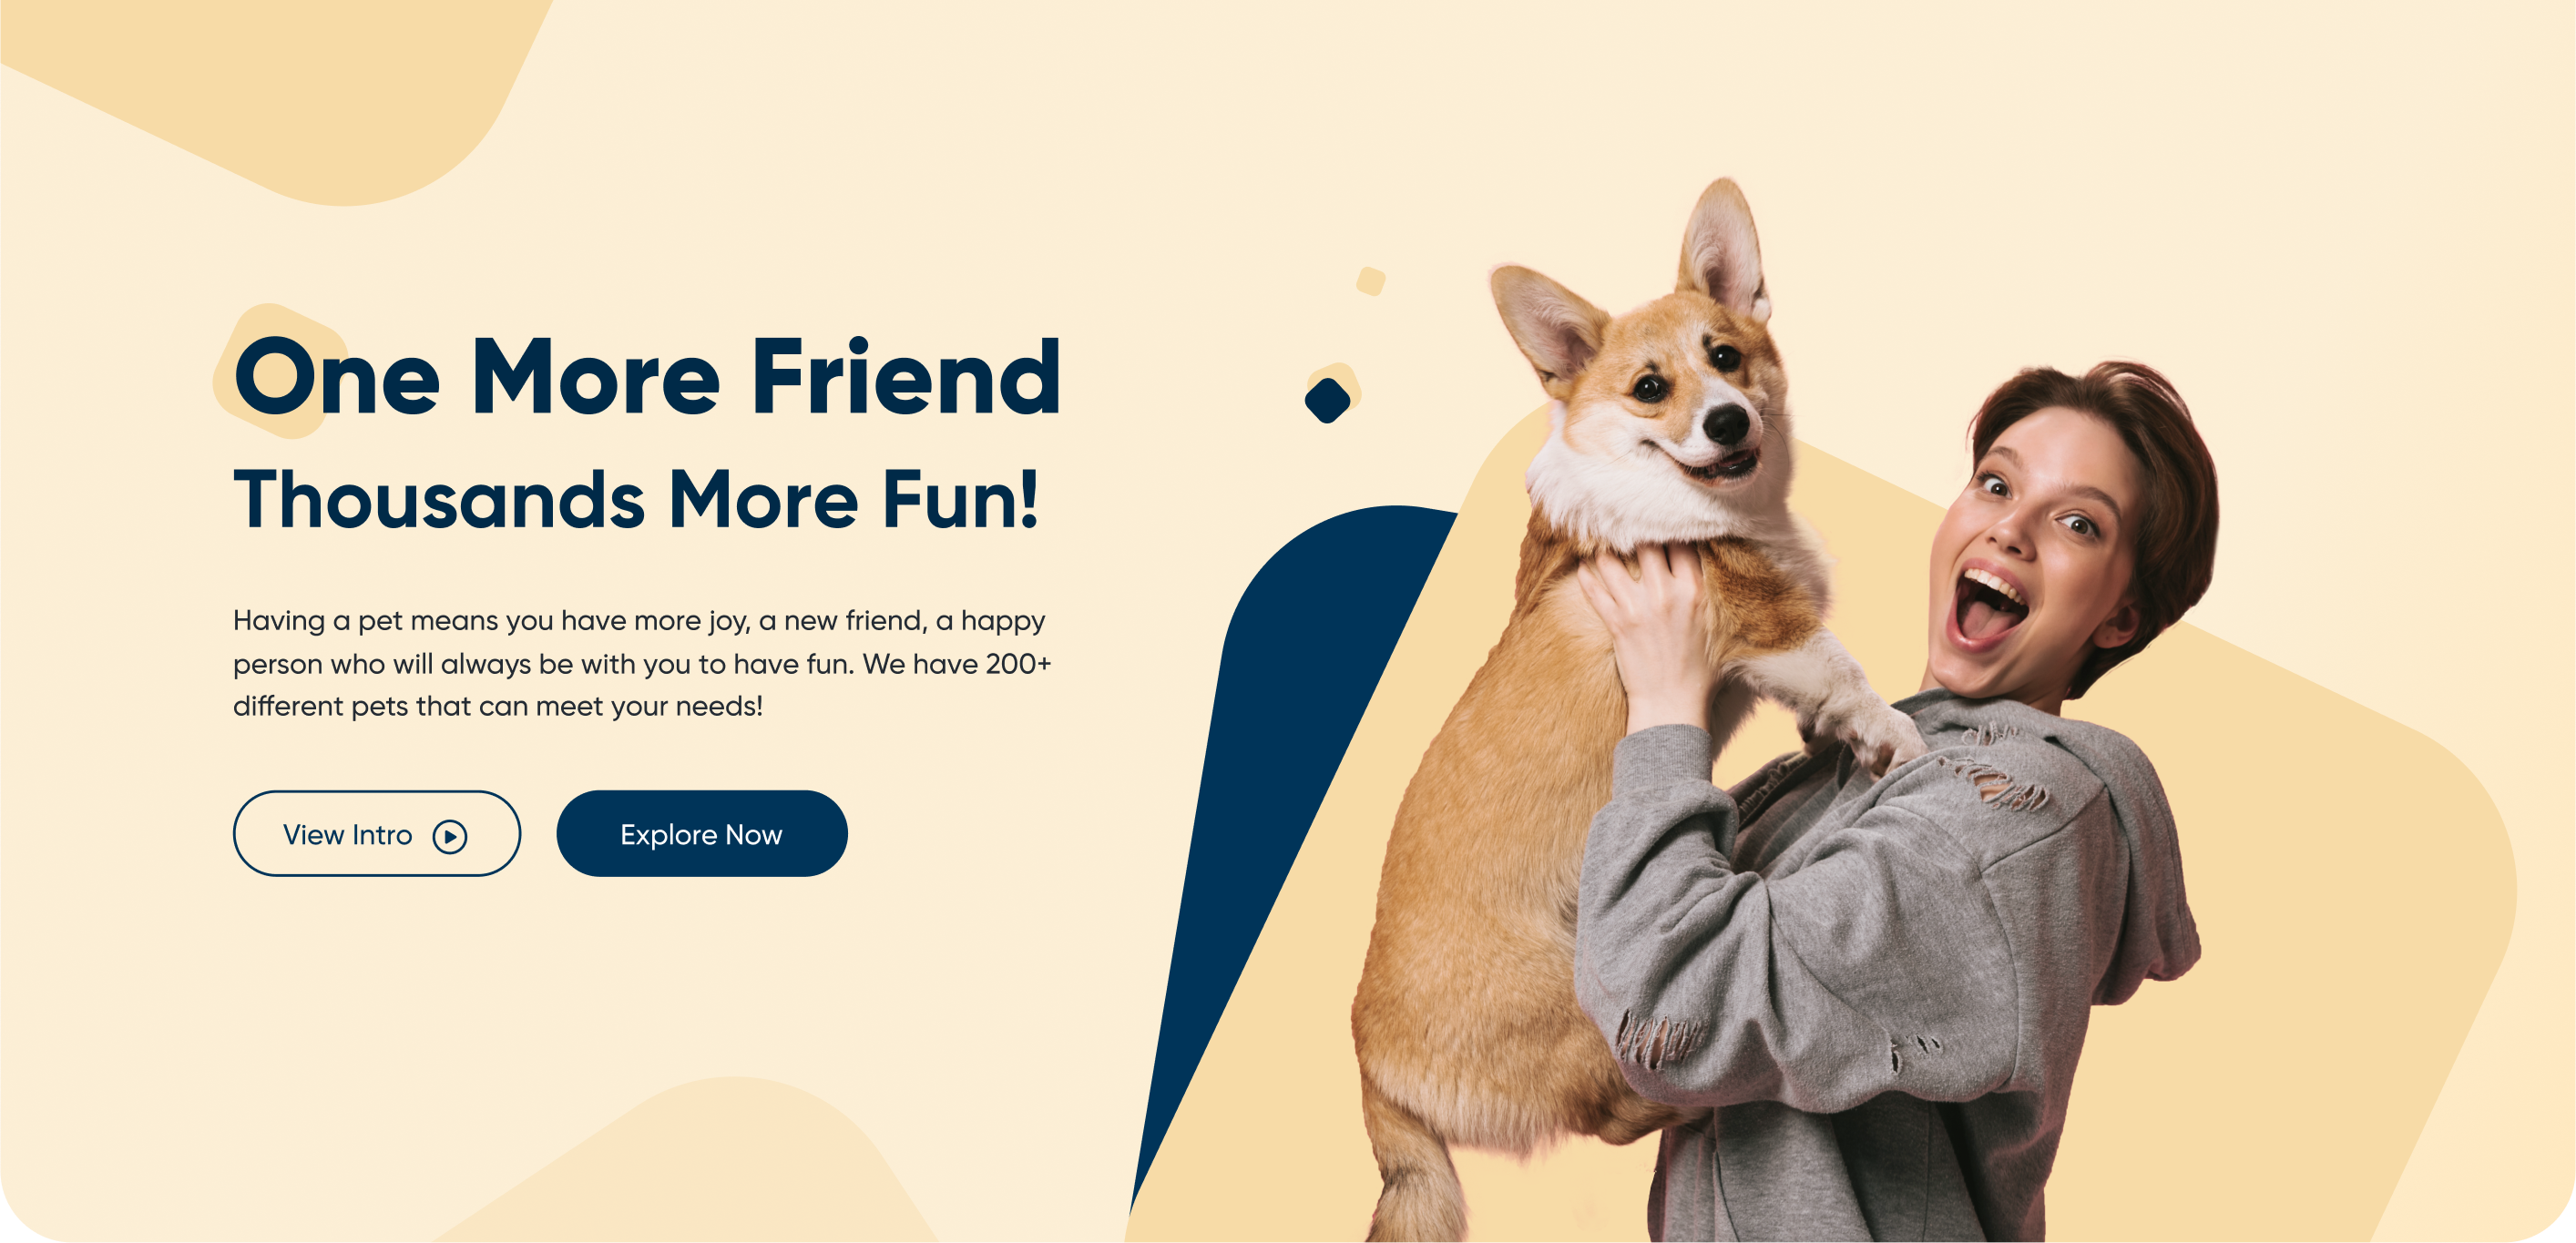 One More Friend
Thousands More Fun!
Having a pet means you have more joy, a new friend, a happy
person who will always be with you to have fun. We have 200+
different pets that can meet your needs!
View Intro
Explore Now